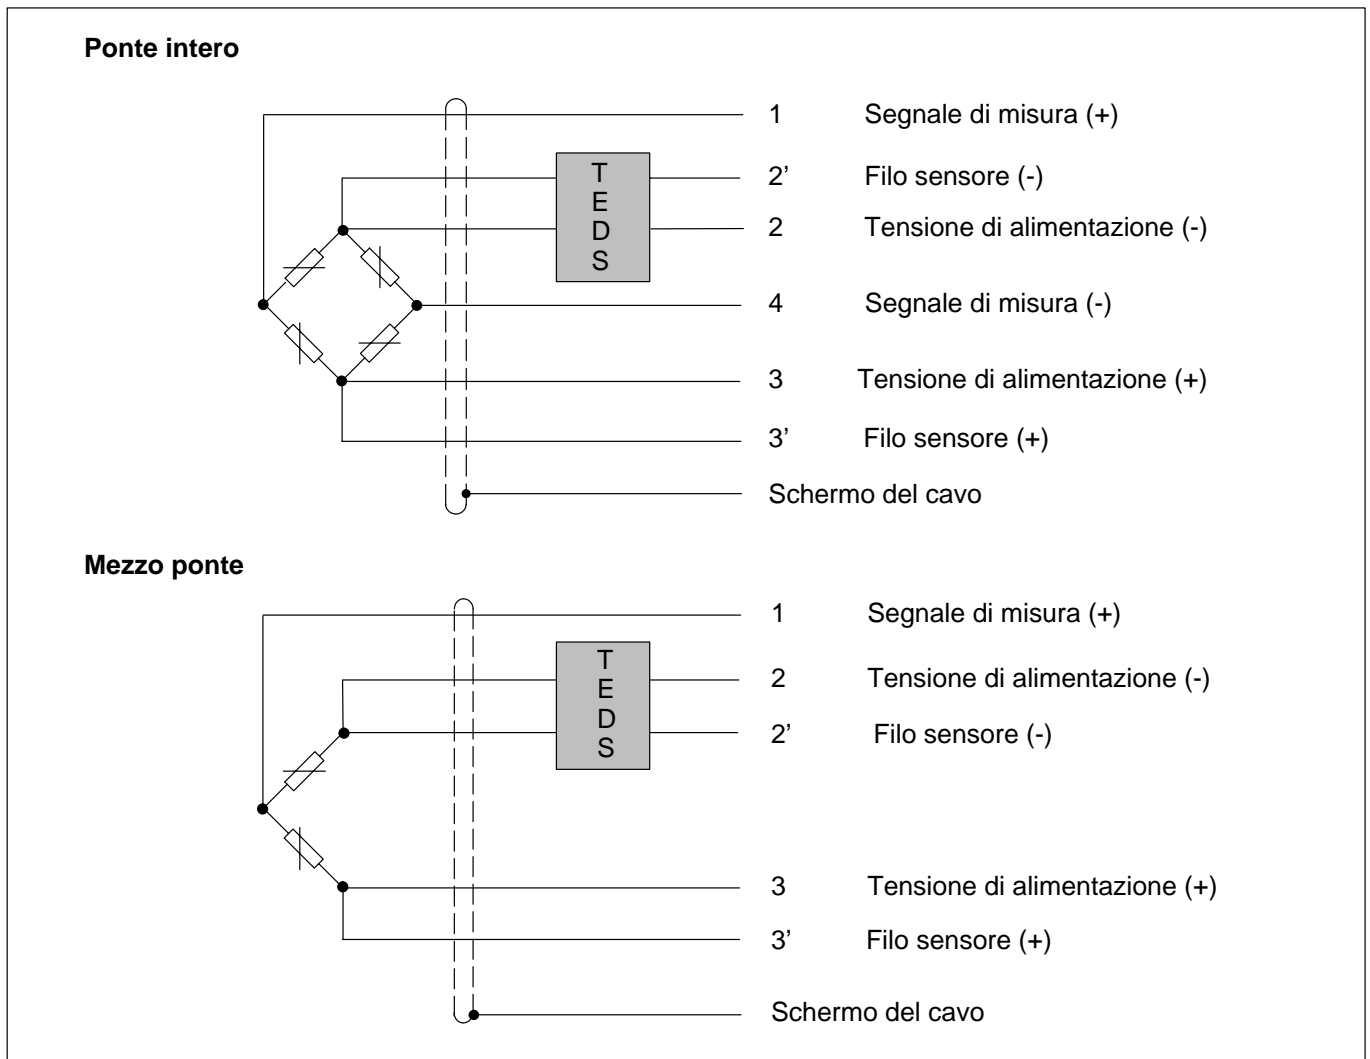 Ponte intero
1 Segnale di misura (+)
2’ Filo sensore (-)
2 Tensione di alimentazione (-)
T
E
D
S
4 Segnale di misura (-)
3 Tensione di alimentazione (+)
3’ Filo sensore (+)
Schermo del cavo
Mezzo ponte
1 Segnale di misura (+)
2 Tensione di alimentazione (-)
2’ Filo sensore (-)
T
E
D
S
3 Tensione di alimentazione (+)
3’ Filo sensore (+)
Schermo del cavo